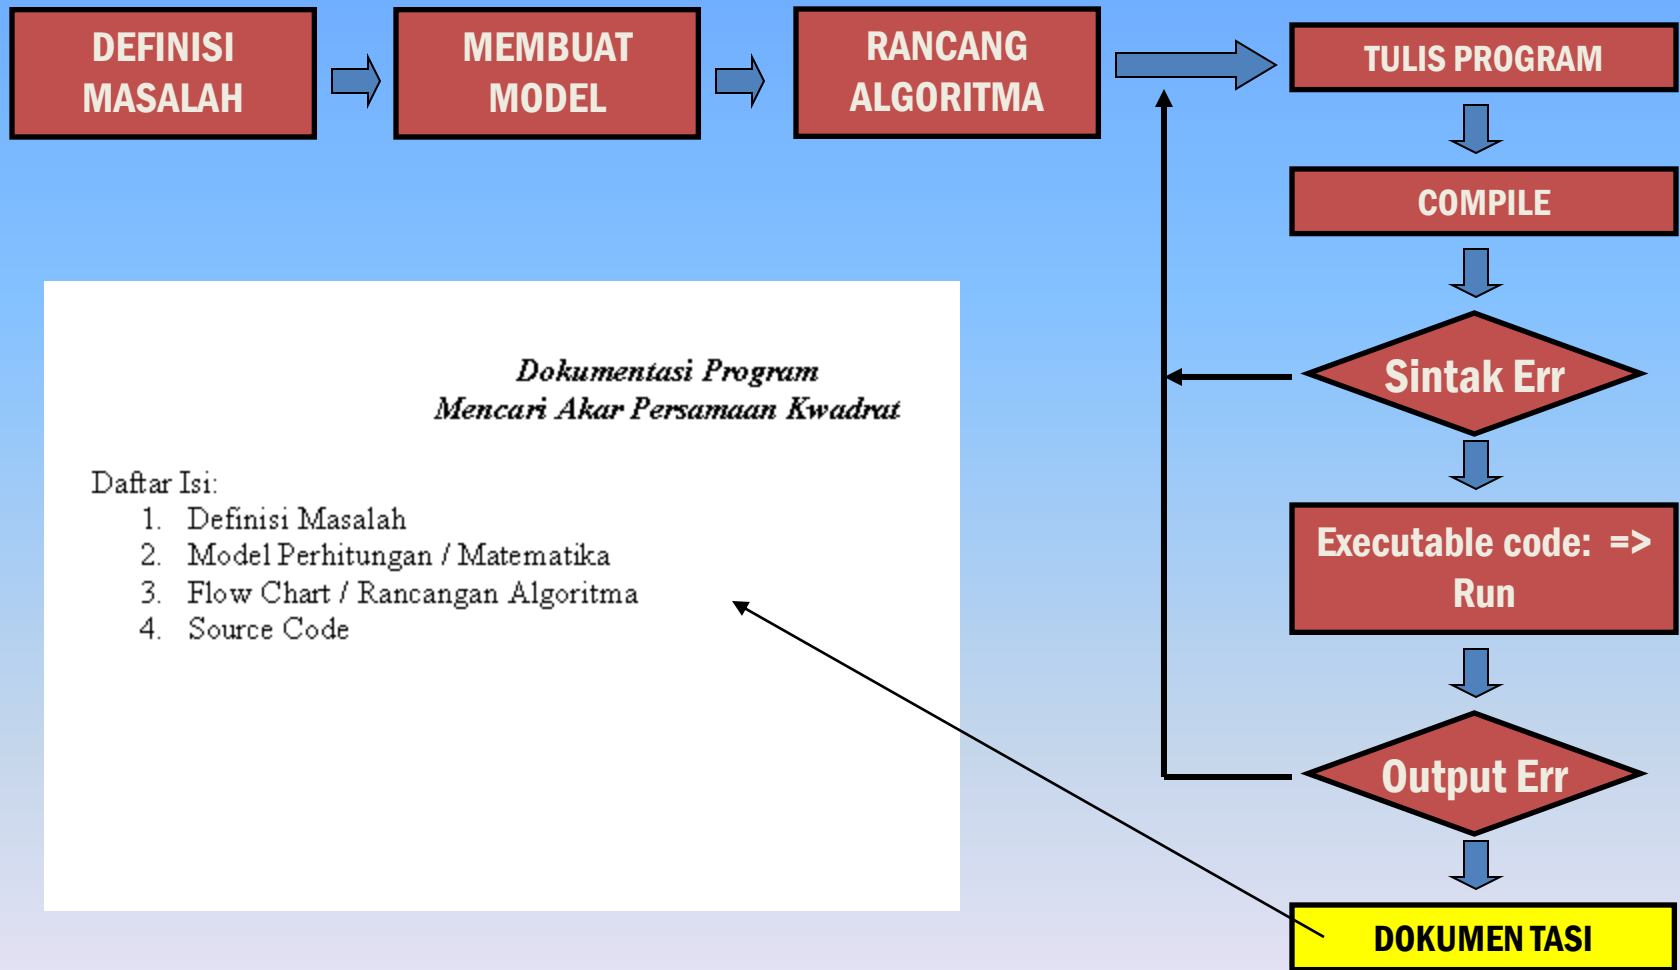 DEFINISI
MASALAH
MEMBUAT
MODEL
RANCANG
ALGORITMA
TULIS PROGRAM
COMPILE
Sintak Err
Executable code: =>
Run
Output Err
DOKUMEN TASI
Dokumentasi Program
Mencari Akar Persamaan Kwadrat
Daftar Isi:
1. Definisi Masalah
2. Model Perhitungan / Matematika
3. Flow Chart / Rancangan Algoritma
4. Source Code